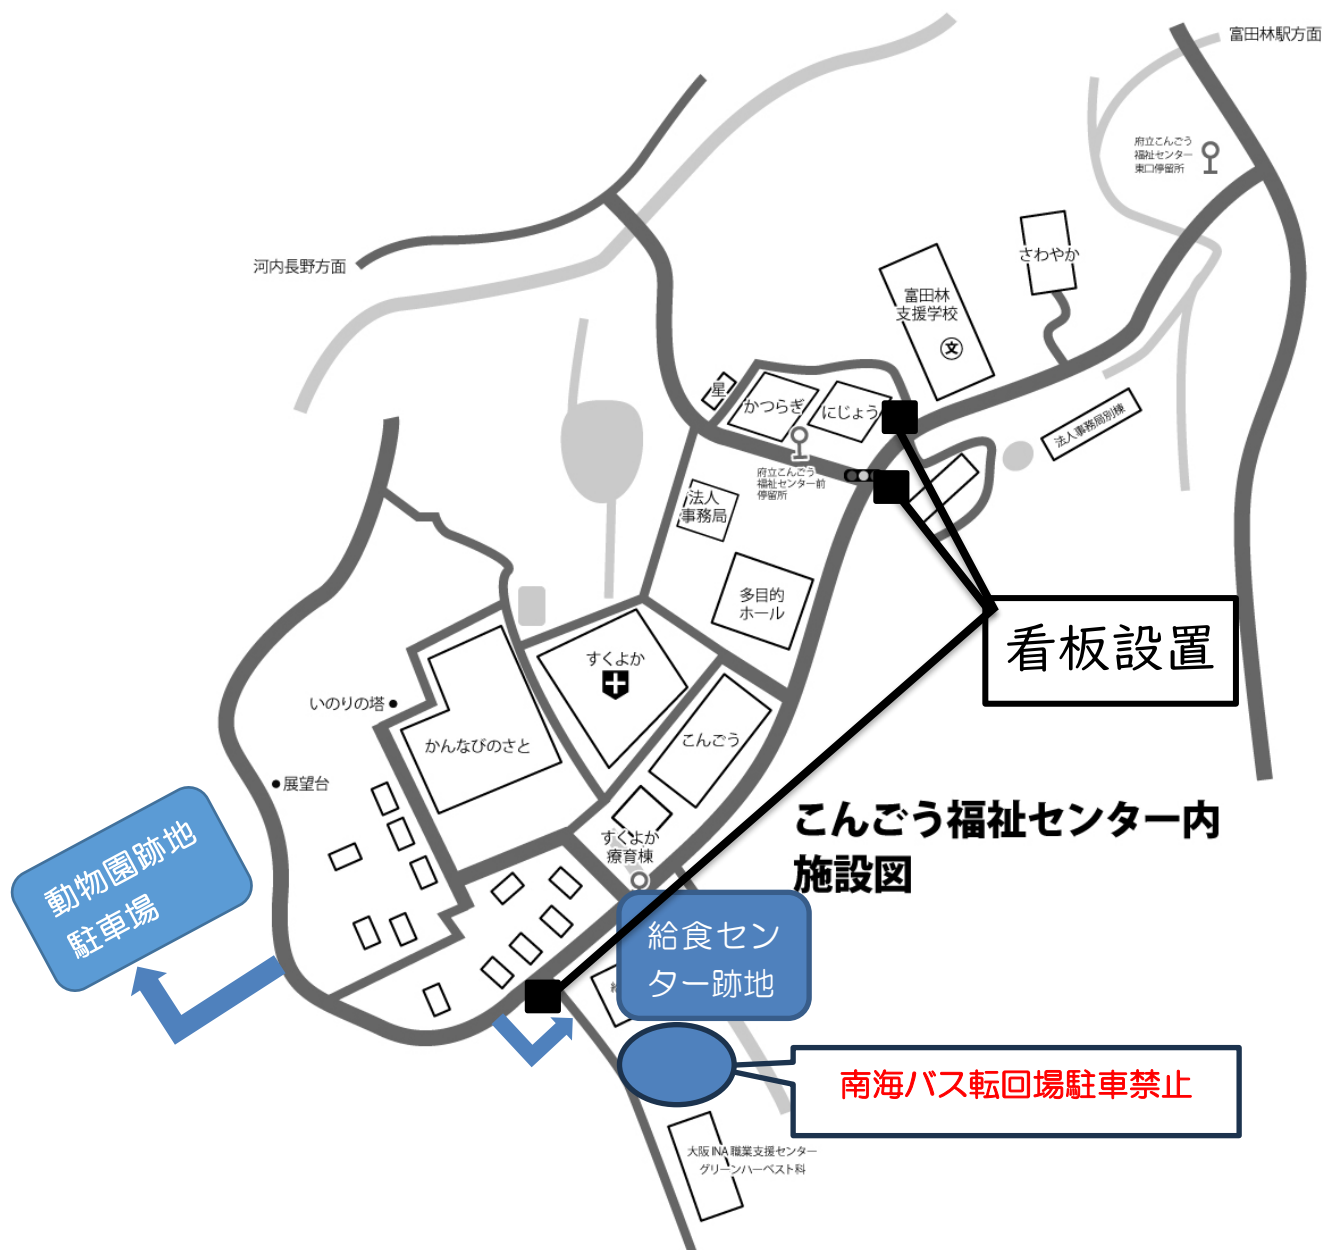 富田林駅方面
府立こんごう
福祉センター
東口停留所
河内長野方面
さわやか
富田林
支援学校
文
星
かつらぎ
にじょう
法人事務局別棟
府立こんごう
福祉センター前
停留所
法人
事務局
多目的
ホール
看板設置
すくよか
いのりの塔
かんなびのさと
こんごう
展望台
こんごう福祉センター内
施設図
すくよか
療育棟
動物園跡地
駐車場
給食セン
ター跡地
南海バス転回場駐車禁止
大阪INA職業支援センター
グリーンハーベスト科